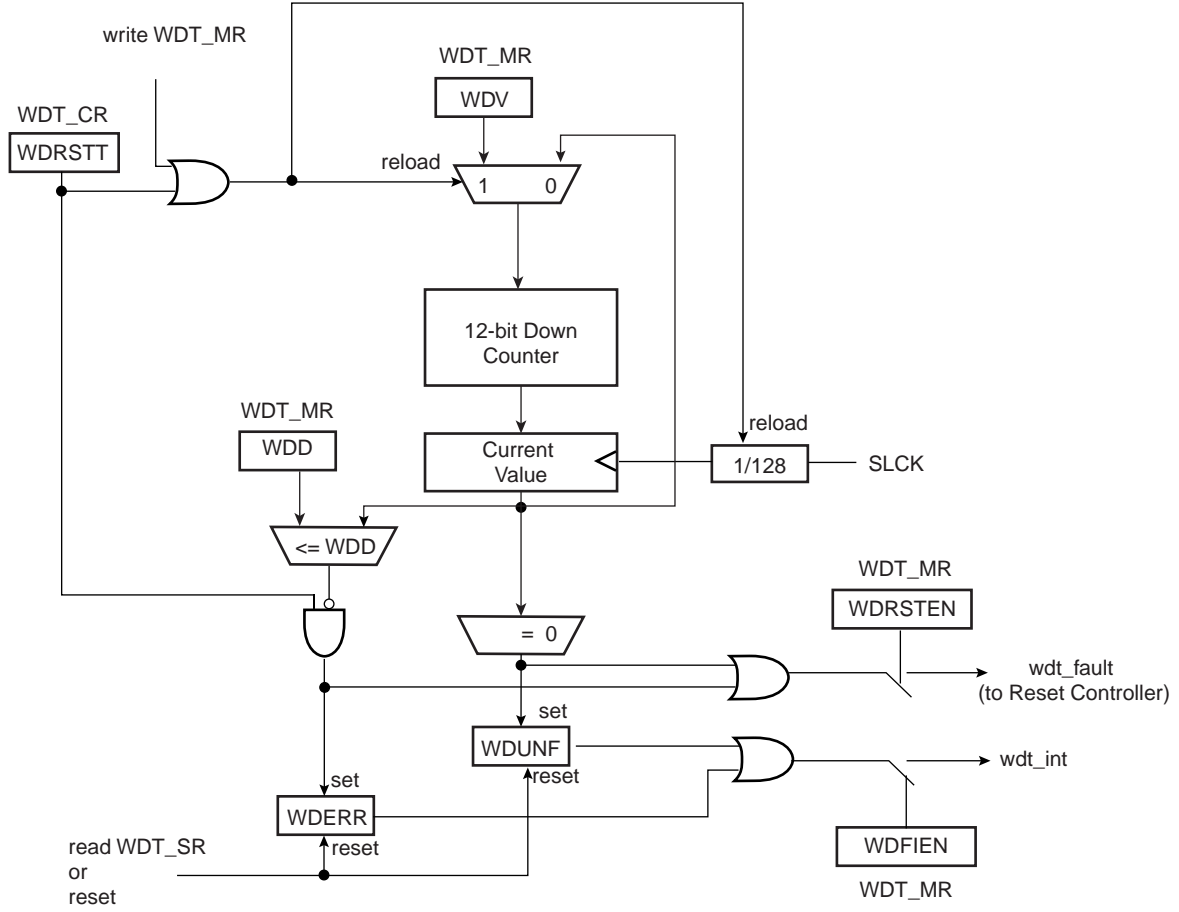 write WDT_MR
WDT_MR
WDV
WDT_CR
WDRSTT
reload
1 0
12-bit Down
Counter
WDT_MR
WDD
Current
Value
reload
1/128
SLCK
<= WDD
WDT_MR
WDRSTEN
= 0
wdt_fault
(to Reset Controller)
set
WDUNF
reset
wdt_int
set
WDERR
reset
WDFIEN
WDT_MR
read WDT_SR
or
reset